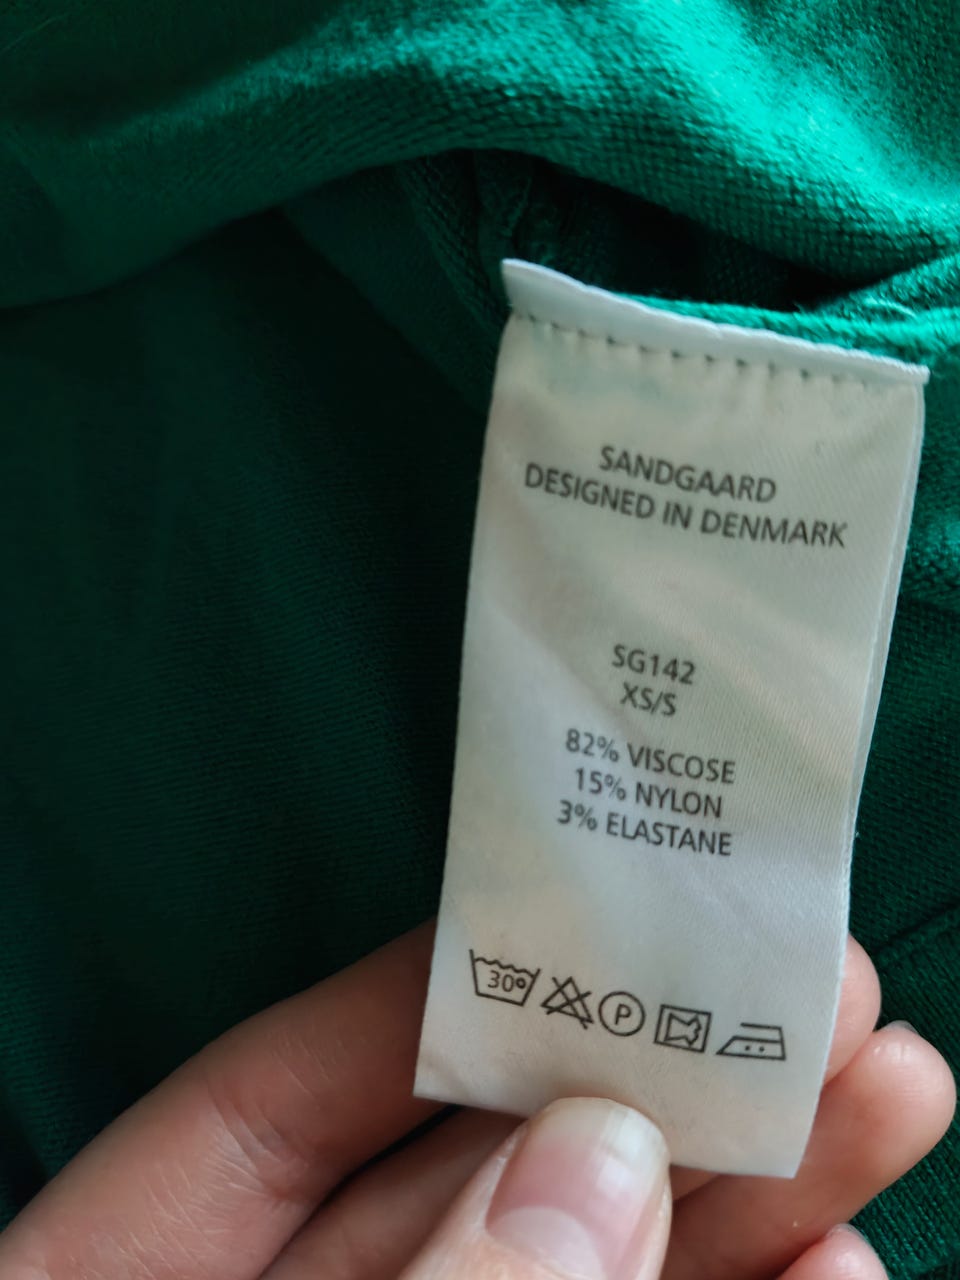 SANDGAARD
DESIGNED IN DENMARK
SG142
XS/S
82% VISCOSE
15% NYLON
3% ELASTANE
30° P